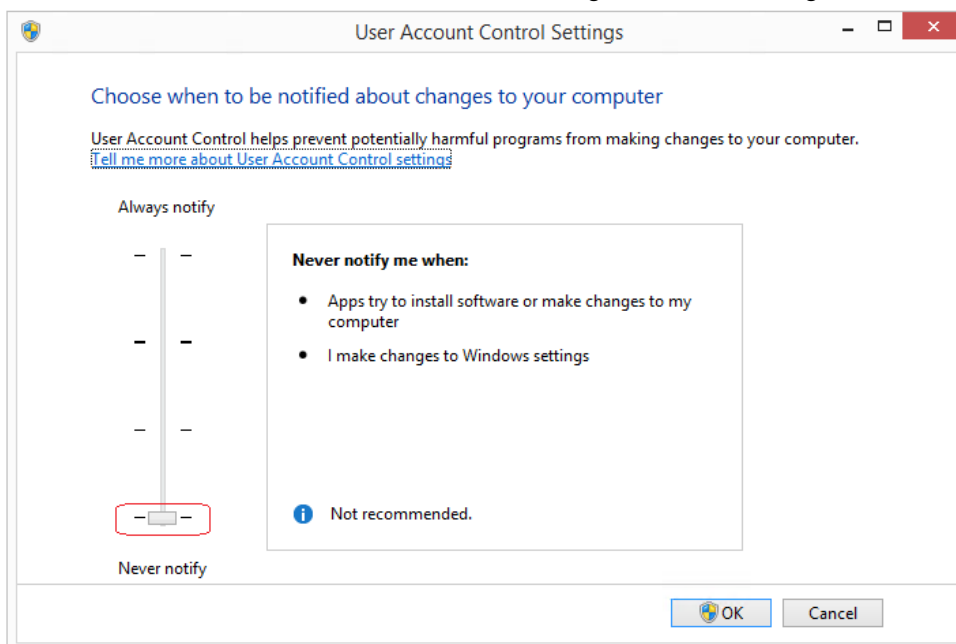 User Account Control Settings
Choose when to be notified about changes to your computer
User Account Control helps prevent potentially harmful programs from making changes to your computer.
Tell me more about User Account Control settings
Always notify
Never notify me when:
• Apps try to install software or make changes to my
computer
• I make changes to Windows settings
Not recommended.
Never notify
OK Cancel